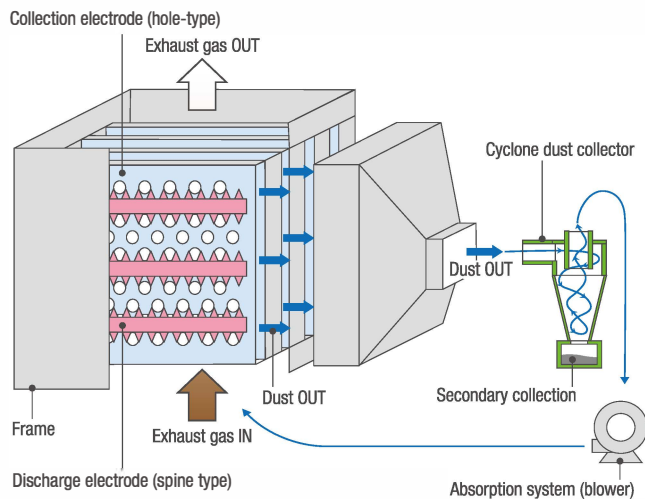 Collection electrode (hole-type)
Exhaust gas OUT
Cyclone dust collector
Dust OUT
Secondary collection
Dust OUT
Frame
Exhaust gas IN
Discharge electrode (spine type)
Absorption system (blower)